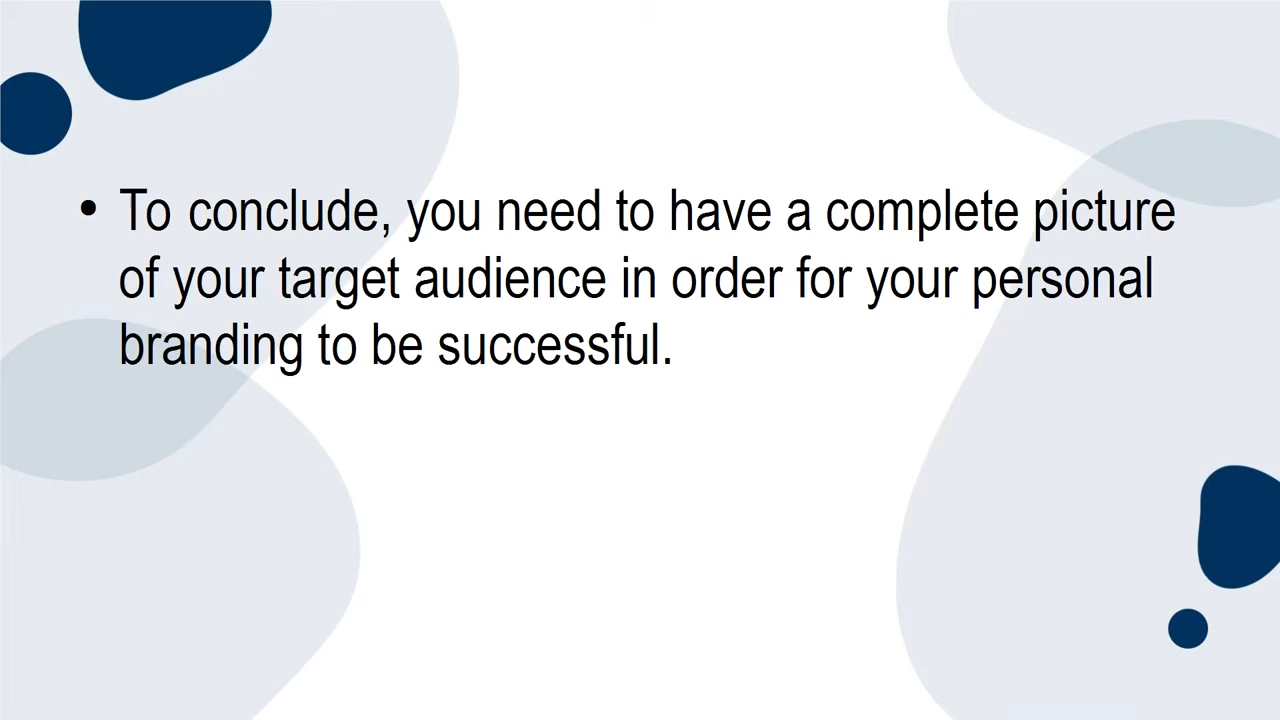 • To conclude, you need to have a complete picture
of your target audience in order for your personal
branding to be successful.